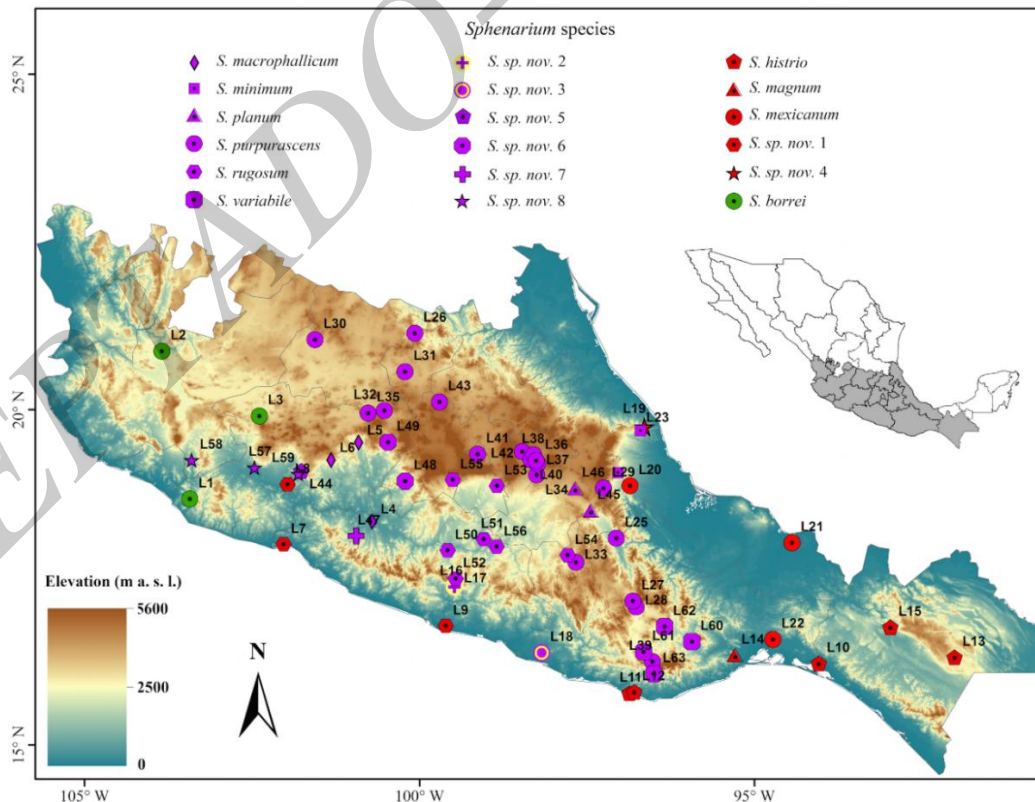 Sphenarium species
S. macrophallicum
S. minimum
S. planum
S. purpurascens
S. rugosum
S. variabile
S. sp. nov. 2
S. sp. nov. 3
S. sp. nov. 5
S. sp. nov. 6
S. sp. nov. 7
S. sp. nov. 8
S. histrio
S. magnum
S. mexicanum
S. sp. nov. 1
S. sp. nov. 4
S. borrei
25° N
20° N
15° N
L2
L30
L26
L31
L3
L32
L35
L43
L5
L49
L6
L58
L57
L59
L1
L44
L4
L7
L48
L55
L41
L42
L38
L36
L37
L40
L53
L34
L46
L45
L29
L20
L19
L23
L25
L50
L51
L56
L52
L16
L17
L54
L33
L9
L18
L27
L28
L62
L60
L61
L39
L63
L12
L11
L14
L22
L21
L10
L15
L13
Elevation (m a. s. l.)
5600
2500
0
N
105° W
100° W
95° W